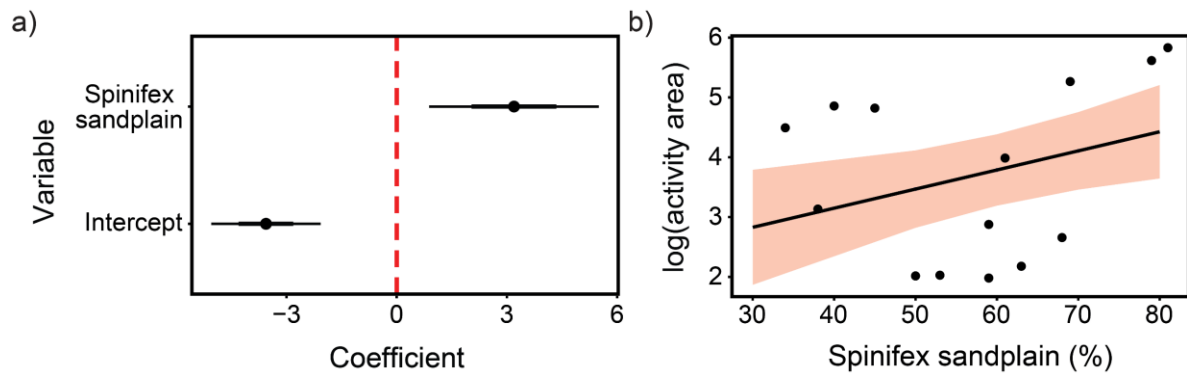 a)
Variable
Spinifex
sandplain
Intercept
−3
0
3
6
Coefficient
b)
log(activity area)
6
5
4
3
2
30
40
50
60
70
80
Spinifex sandplain (%)